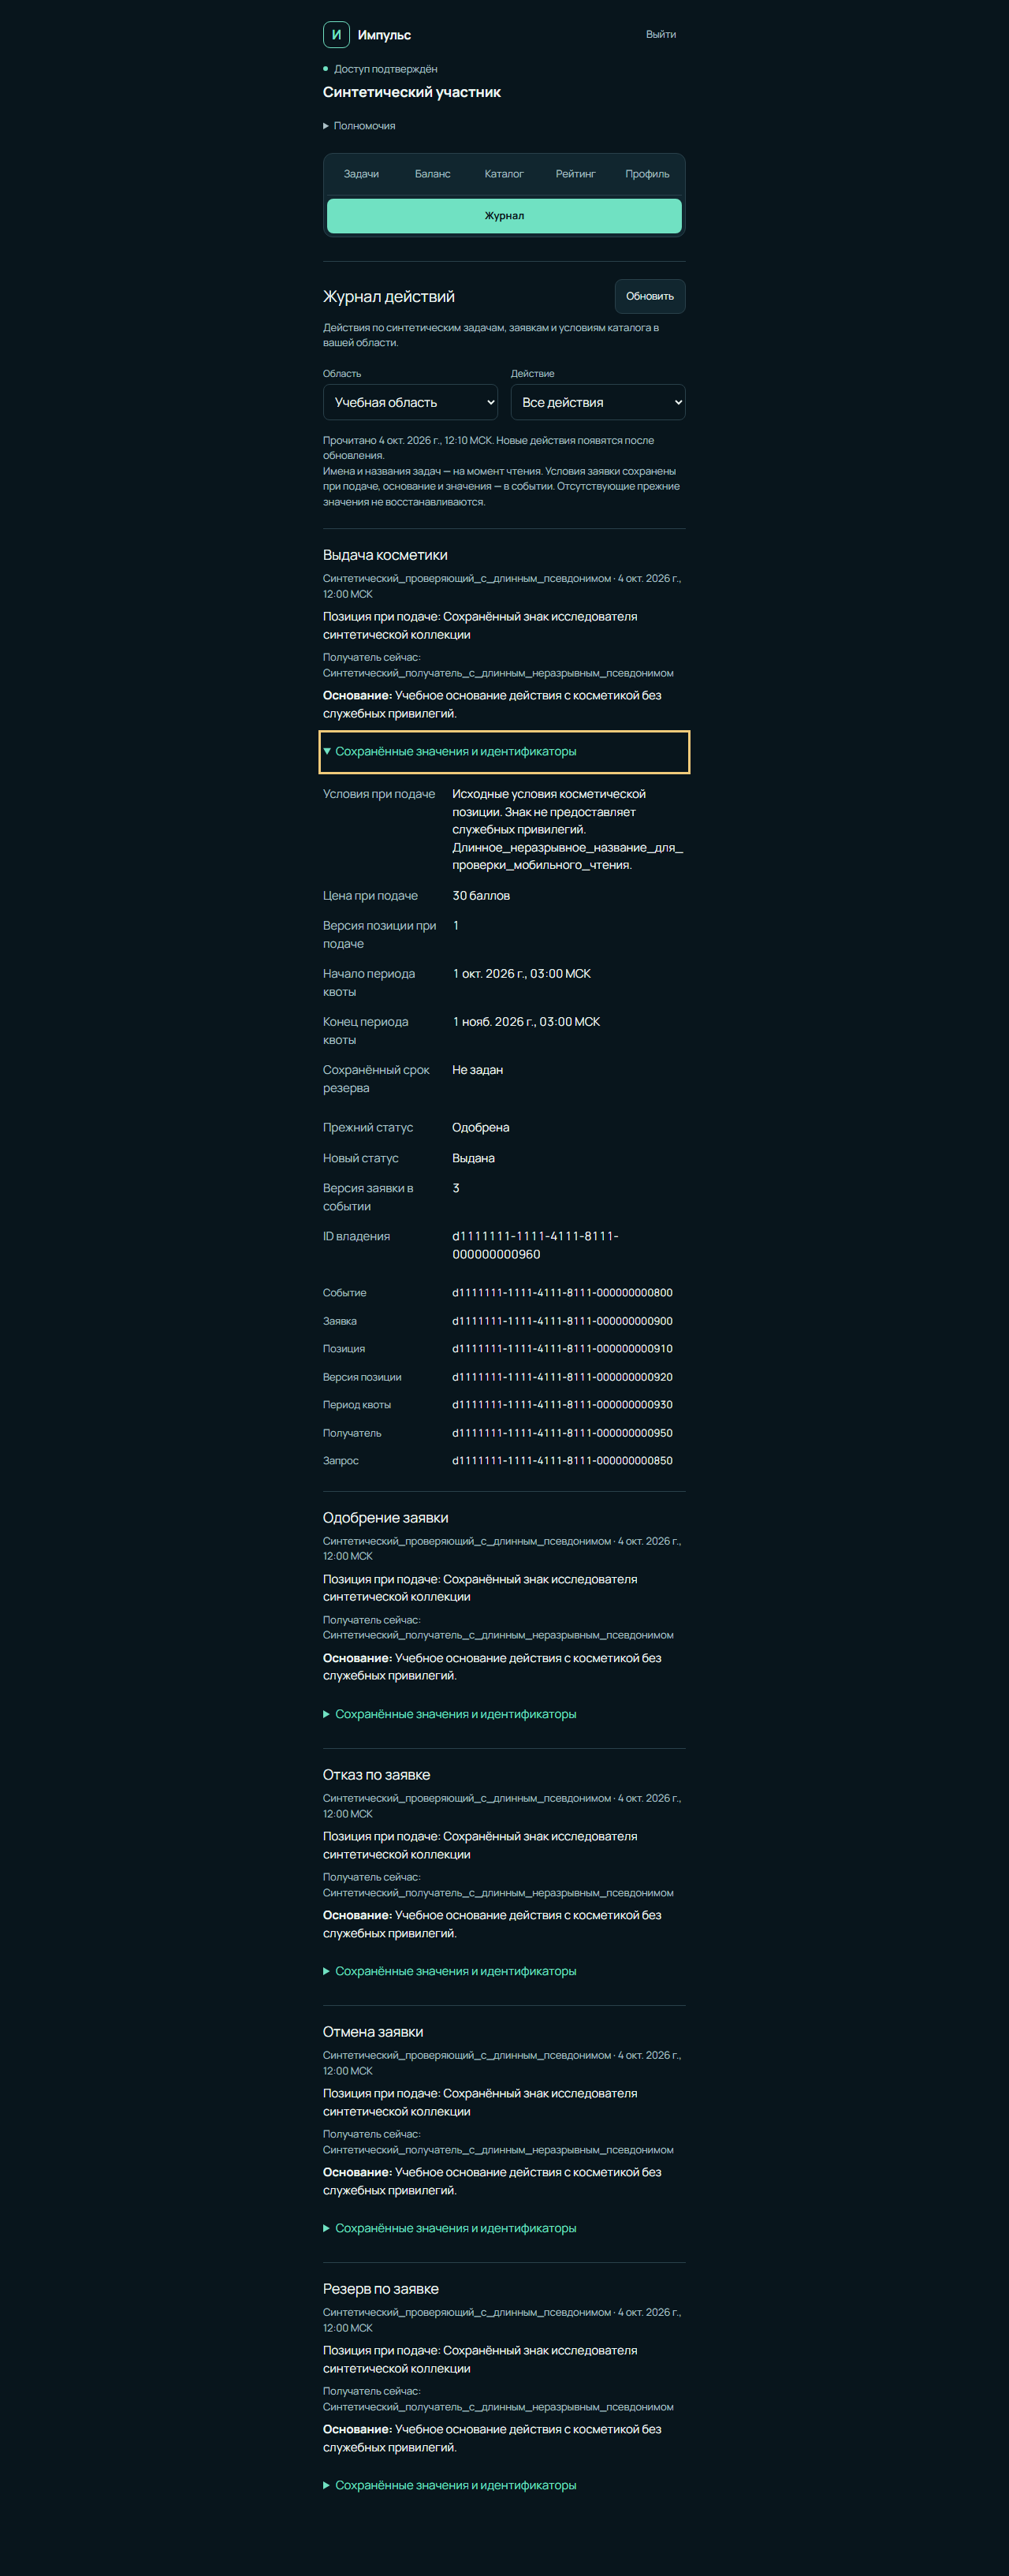 И Импульс
Выйти
Доступ подтверждён
Синтетический участник
Полномочия
Задачи Баланс Каталог Рейтинг Профиль
Журнал
Журнал действий
Обновить
Действия по синтетическим задачам, заявкам и условиям каталога в
вашей области.
Область Действие
Учебная область Все действия
Прочитано 4 окт. 2026 г., 12:10 МСК. Новые действия появятся после
обновления.
Имена и названия задач — на момент чтения. Условия заявки сохранены
при подаче, основание и значения — в событии. Отсутствующие прежние
значения не восстанавливаются.
Выдача косметики
Синтетический_проверяющий_с_длинным_псевдонимом · 4 окт. 2026 г.,
12:00 МСК
Позиция при подаче: Сохранённый знак исследователя
синтетической коллекции
Получатель сейчас:
Синтетический_получатель_с_длинным_неразрывным_псевдонимом
Основание: Учебное основание действия с косметикой без
служебных привилегий.
Сохранённые значения и идентификаторы
Условия при подаче Исходные условия косметической
позиции. Знак не предоставляет
служебных привилегий.
Длинное_неразрывное_название_для_
проверки_мобильного_чтения.
Цена при подаче 30 баллов
Версия позиции при 1
подаче
Начало периода 1 окт. 2026 г., 03:00 МСК
квоты
Конец периода 1 нояб. 2026 г., 03:00 МСК
квоты
Сохранённый срок Не задан
резерва
Прежний статус Одобрена
Новый статус Выдана
Версия заявки в 3
событии
ID владения d1111111-1111-4111-8111-
000000000960
Событие d1111111-1111-4111-8111-000000000800
Заявка d1111111-1111-4111-8111-000000000900
Позиция d1111111-1111-4111-8111-000000000910
Версия позиции d1111111-1111-4111-8111-000000000920
Период квоты d1111111-1111-4111-8111-000000000930
Получатель d1111111-1111-4111-8111-000000000950
Запрос d1111111-1111-4111-8111-000000000850
Одобрение заявки
Синтетический_проверяющий_с_длинным_псевдонимом · 4 окт. 2026 г.,
12:00 МСК
Позиция при подаче: Сохранённый знак исследователя
синтетической коллекции
Получатель сейчас:
Синтетический_получатель_с_длинным_неразрывным_псевдонимом
Основание: Учебное основание действия с косметикой без
служебных привилегий.
Сохранённые значения и идентификаторы
Отказ по заявке
Синтетический_проверяющий_с_длинным_псевдонимом · 4 окт. 2026 г.,
12:00 МСК
Позиция при подаче: Сохранённый знак исследователя
синтетической коллекции
Получатель сейчас:
Синтетический_получатель_с_длинным_неразрывным_псевдонимом
Основание: Учебное основание действия с косметикой без
служебных привилегий.
Сохранённые значения и идентификаторы
Отмена заявки
Синтетический_проверяющий_с_длинным_псевдонимом · 4 окт. 2026 г.,
12:00 МСК
Позиция при подаче: Сохранённый знак исследователя
синтетической коллекции
Получатель сейчас:
Синтетический_получатель_с_длинным_неразрывным_псевдонимом
Основание: Учебное основание действия с косметикой без
служебных привилегий.
Сохранённые значения и идентификаторы
Резерв по заявке
Синтетический_проверяющий_с_длинным_псевдонимом · 4 окт. 2026 г.,
12:00 МСК
Позиция при подаче: Сохранённый знак исследователя
синтетической коллекции
Получатель сейчас:
Синтетический_получатель_с_длинным_неразрывным_псевдонимом
Основание: Учебное основание действия с косметикой без
служебных привилегий.
Сохранённые значения и идентификаторы